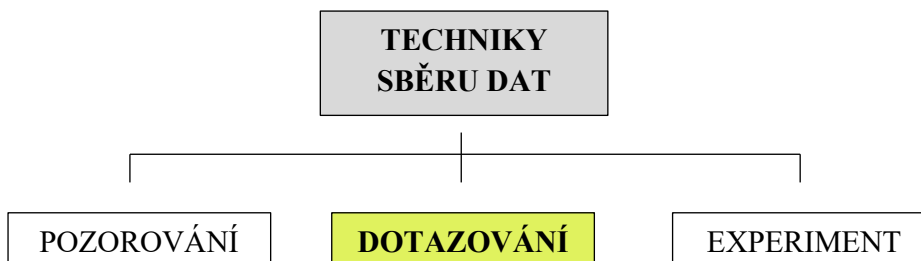 TECHNIKY
SBĚRU DAT
POZOROVÁNÍ
DOTAZOVÁNÍ
EXPERIMENT